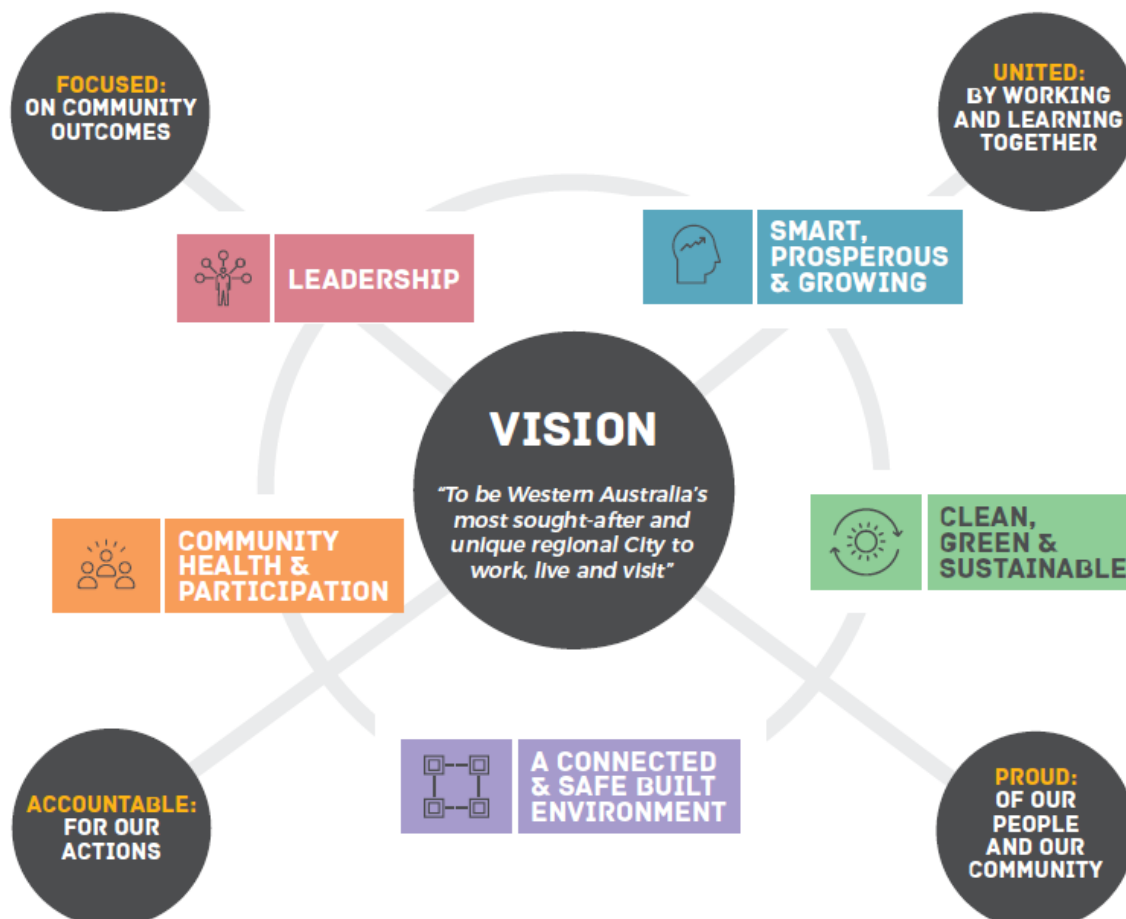 FOCUSED:
ON COMMUNITY
OUTCOMES
UNITED:
BY WORKING
AND LEARNING
TOGETHER
LEADERSHIP
SMART,
PROSPEROUS
& GROWING
VISION
“To be Western Australia’s
most sought-after and
unique regional City to
work, live and visit”
COMMUNITY
HEALTH &
PARTICIPATION
CLEAN,
GREEN &
SUSTAINABLE
A CONNECTED
& SAFE BUILT
ENVIRONMENT
ACCOUNTABLE:
FOR OUR
ACTIONS
PROUD:
OF OUR
PEOPLE
AND OUR
COMMUNITY